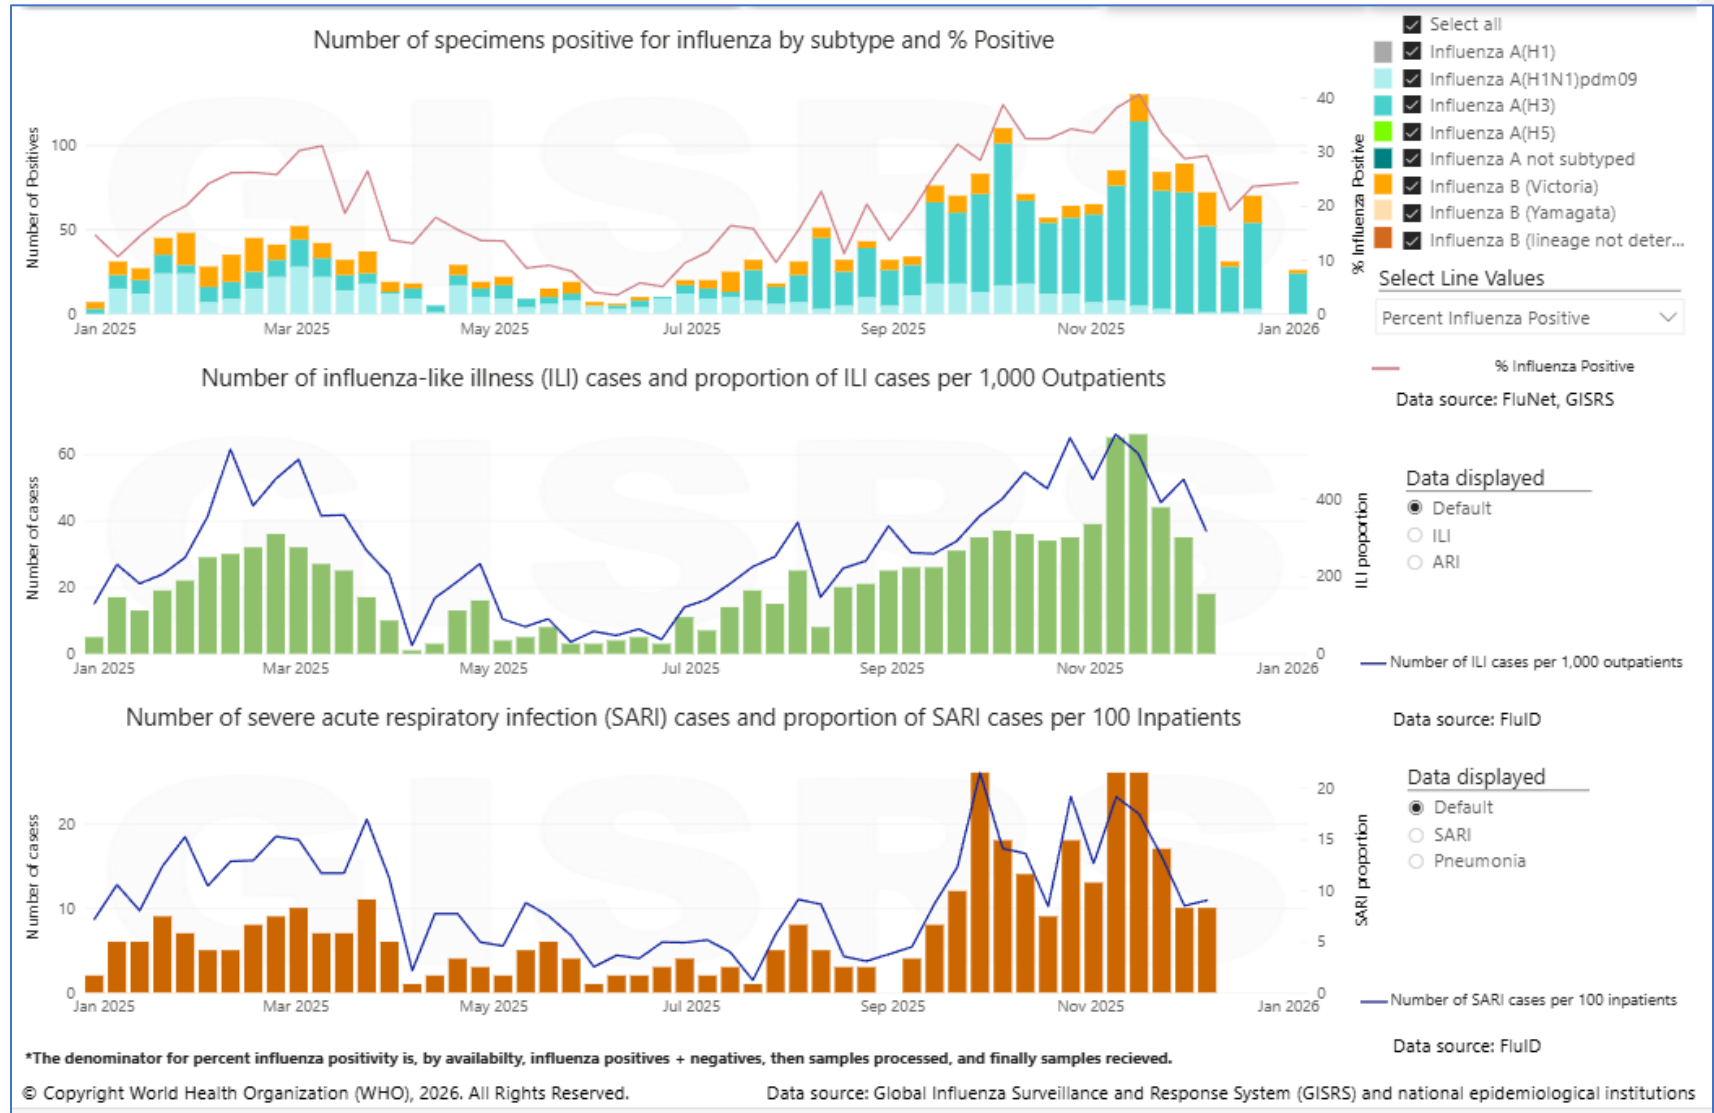 Number of specimens positive for influenza by subtype and % Positive
Number of Positives
100
50
0
40
30
20
10
0
% Influenza Positive
Jan 2025
Mar 2025
May 2025
Jul 2025
Sep 2025
Nov 2025
Jan 2026
Select all
Influenza A(H1)
Influenza A(H1N1)pdm09
Influenza A(H3)
Influenza A(H5)
Influenza A not subtyped
Influenza B (Victoria)
Influenza B (Yamagata)
Influenza B (lineage not deter...
Select Line Values
Percent Influenza Positive
% Influenza Positive
Data source: FluNet, GISRS
GISRS
Number of influenza-like illness (ILI) cases and proportion of ILI cases per 1,000 Outpatients
Number of casess
60
40
20
0
400
200
0
ILI proportion
Jan 2025
Mar 2025
May 2025
Jul 2025
Sep 2025
Nov 2025
Jan 2026
Data displayed
Default
ILI
ARI
Number of ILI cases per 1,000 outpatients
Data source: FluID
GISRS
Number of severe acute respiratory infection (SARI) cases and proportion of SARI cases per 100 Inpatients
Number of casess
20
10
0
20
15
10
5
0
SARI proportion
Jan 2025
Mar 2025
May 2025
Jul 2025
Sep 2025
Nov 2025
Jan 2026
Data displayed
Default
SARI
Pneumonia
Number of SARI cases per 100 inpatients
Data source: FluID
GISRS
*The denominator for percent influenza positivity is, by availabilty, influenza positives + negatives, then samples processed, and finally samples recieved.
© Copyright World Health Organization (WHO), 2026. All Rights Reserved.
Data source: Global Influenza Surveillance and Response System (GISRS) and national epidemiological institutions